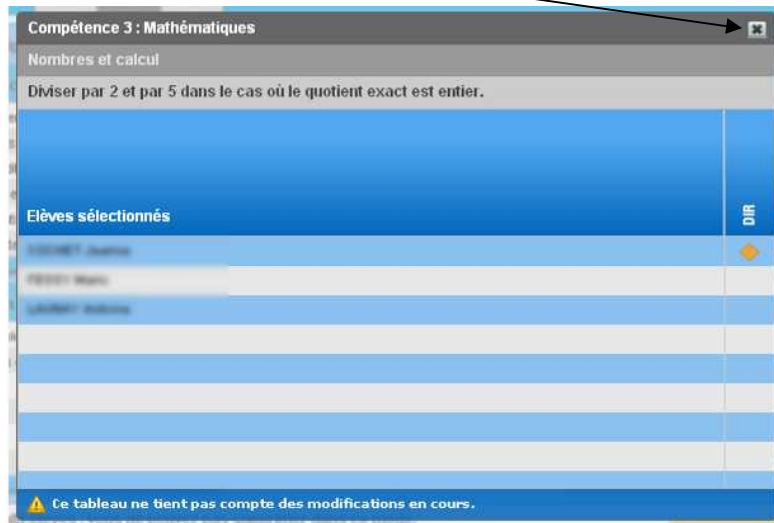 Compétence 3 : Mathématiques
Nombres et calcul
Diviser par 2 et par 5 dans le cas où le quotient exact est entier.
Elèves sélectionnés
DIR
Ce tableau ne tient pas compte des modifications en cours.